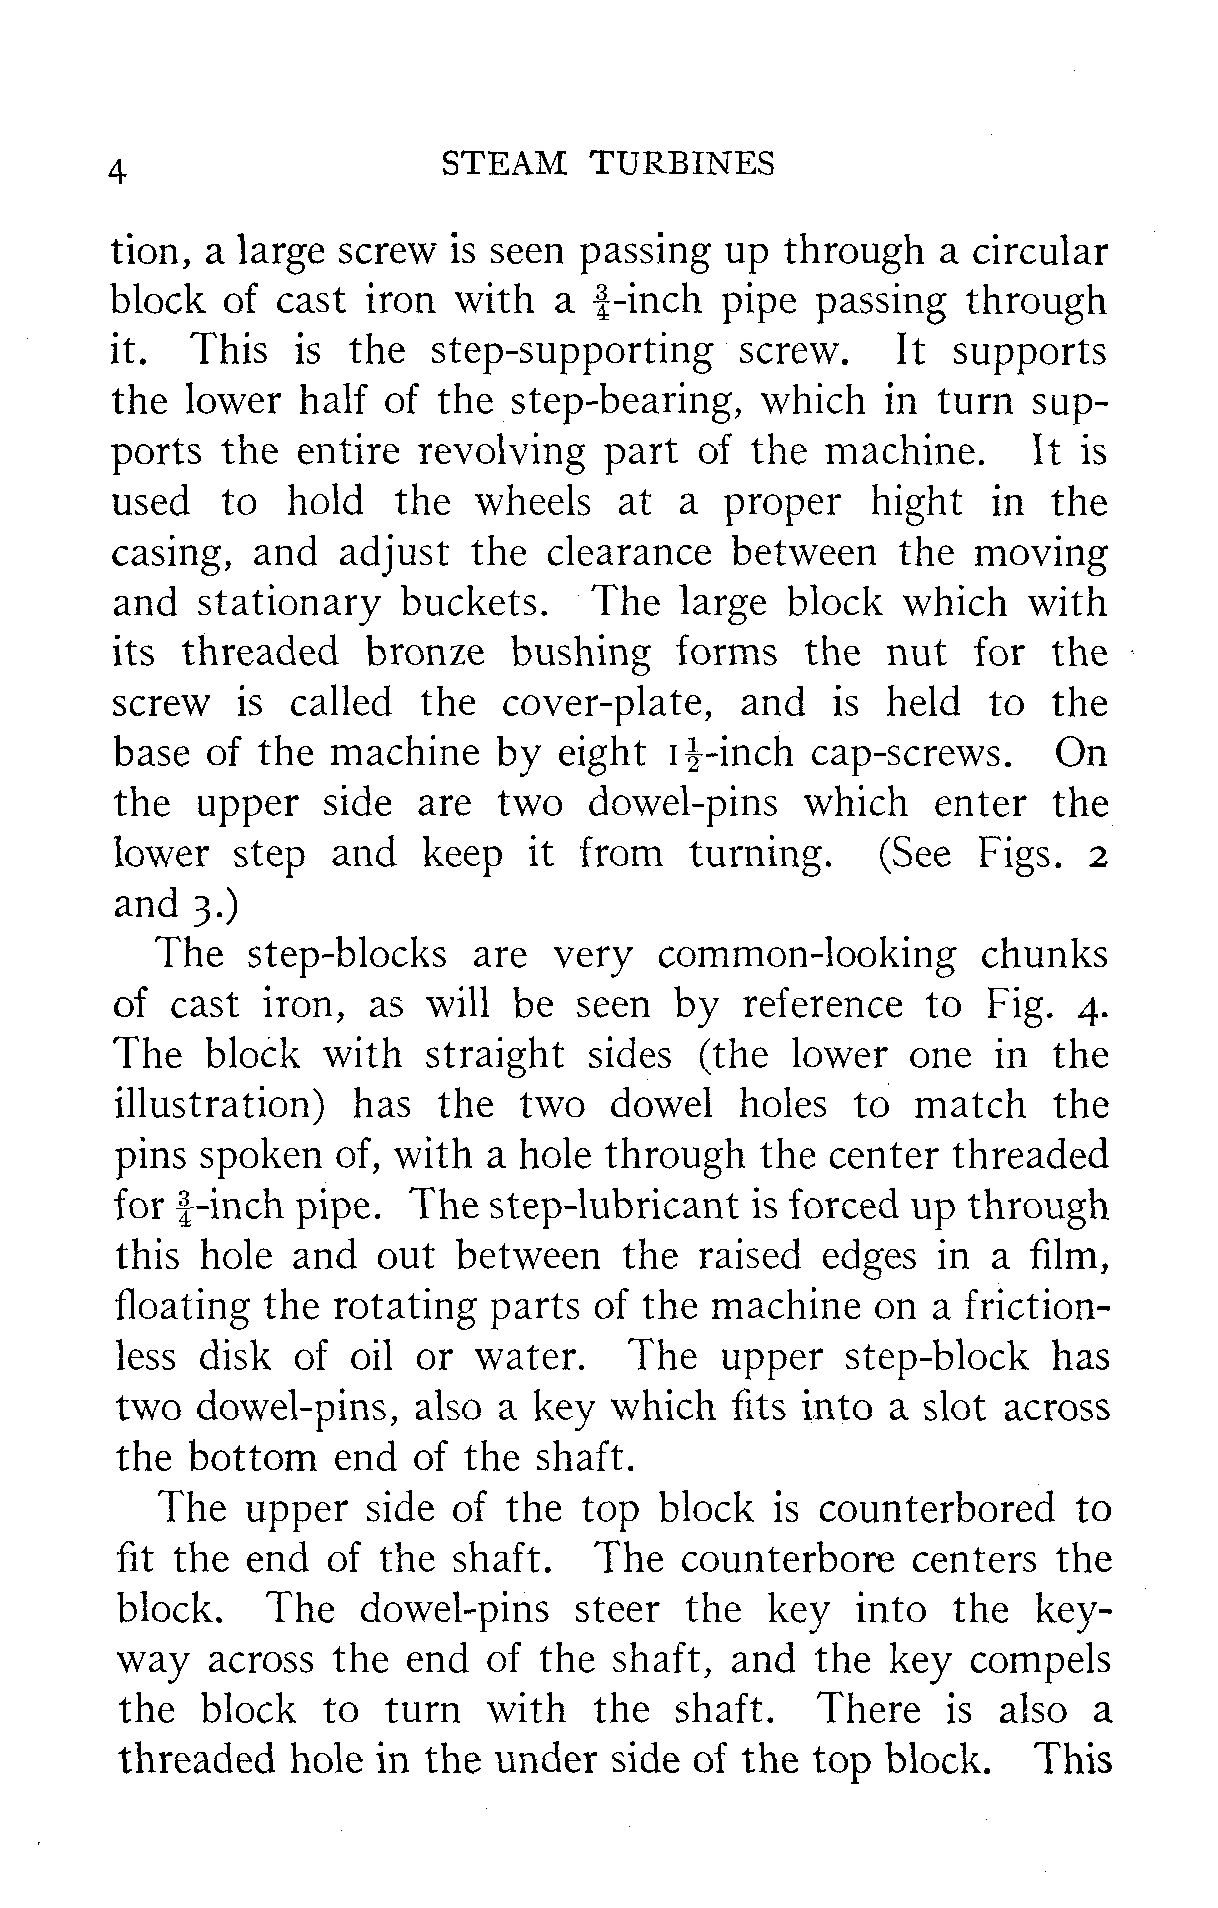 4 STEAM TURBINES
tion, a large screw is seen passing up through a circular
block of cast iron with a ¾-inch pipe passing through
it. This is the step-supporting screw. It supports
the lower half of the step-bearing, which in turn sup-
ports the entire revolving part of the machine. It is
used to hold the wheels at a proper hight in the
casing, and adjust the clearance between the moving
and stationary buckets. The large block which with
its threaded bronze bushing forms the nut for the
screw is called the cover-plate, and is held to the
base of the machine by eight 1½-inch cap-screws. On
the upper side are two dowel-pins which enter the
lower step and keep it from turning. (See Figs. 2
and 3.)
The step-blocks are very common-looking chunks
of cast iron, as will be seen by reference to Fig. 4.
The block with straight sides (the lower one in the
illustration) has the two dowel holes to match the
pins spoken of, with a hole through the center threaded
for ¾-inch pipe. The step-lubricant is forced up through
this hole and out between the raised edges in a film,
floating the rotating parts of the machine on a friction-
less disk of oil or water. The upper step-block has
two dowel-pins, also a key which fits into a slot across
the bottom end of the shaft.
The upper side of the top block is counterbored to
fit the end of the shaft. The counterbore centers the
block. The dowel-pins steer the key into the key-
way across the end of the shaft, and the key compels
the block to turn with the shaft. There is also a
threaded hole in the under side of the top block. This